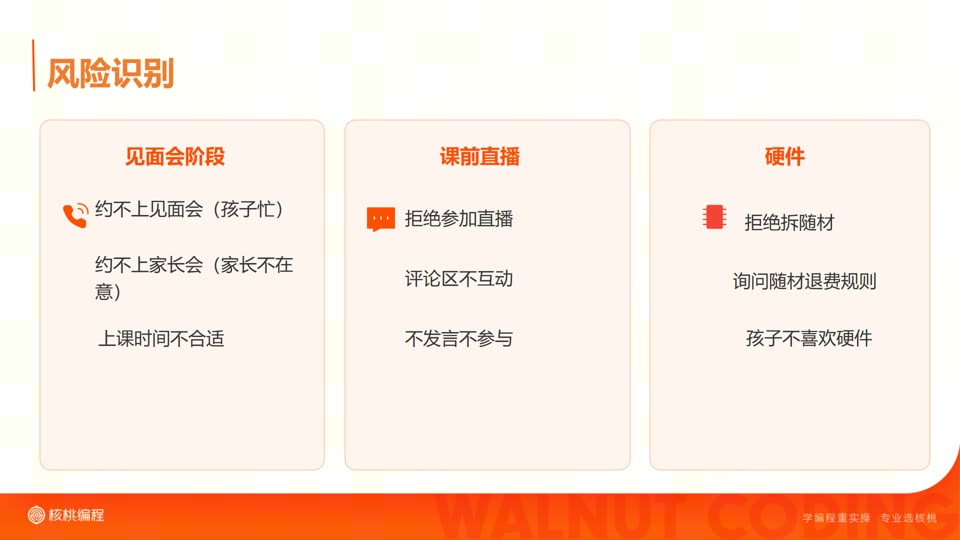 风险识别
见面会阶段
约不上见面会（孩子忙）
约不上家长会（家长不在
意）
上课时间不合适
课前直播
拒绝参加直播
评论区不互动
不发言不参与
硬件
拒绝拆随材
询问随材退费规则
孩子不喜欢硬件
核桃编程
WALNUT CODING
学编程重实操 专业选核桃